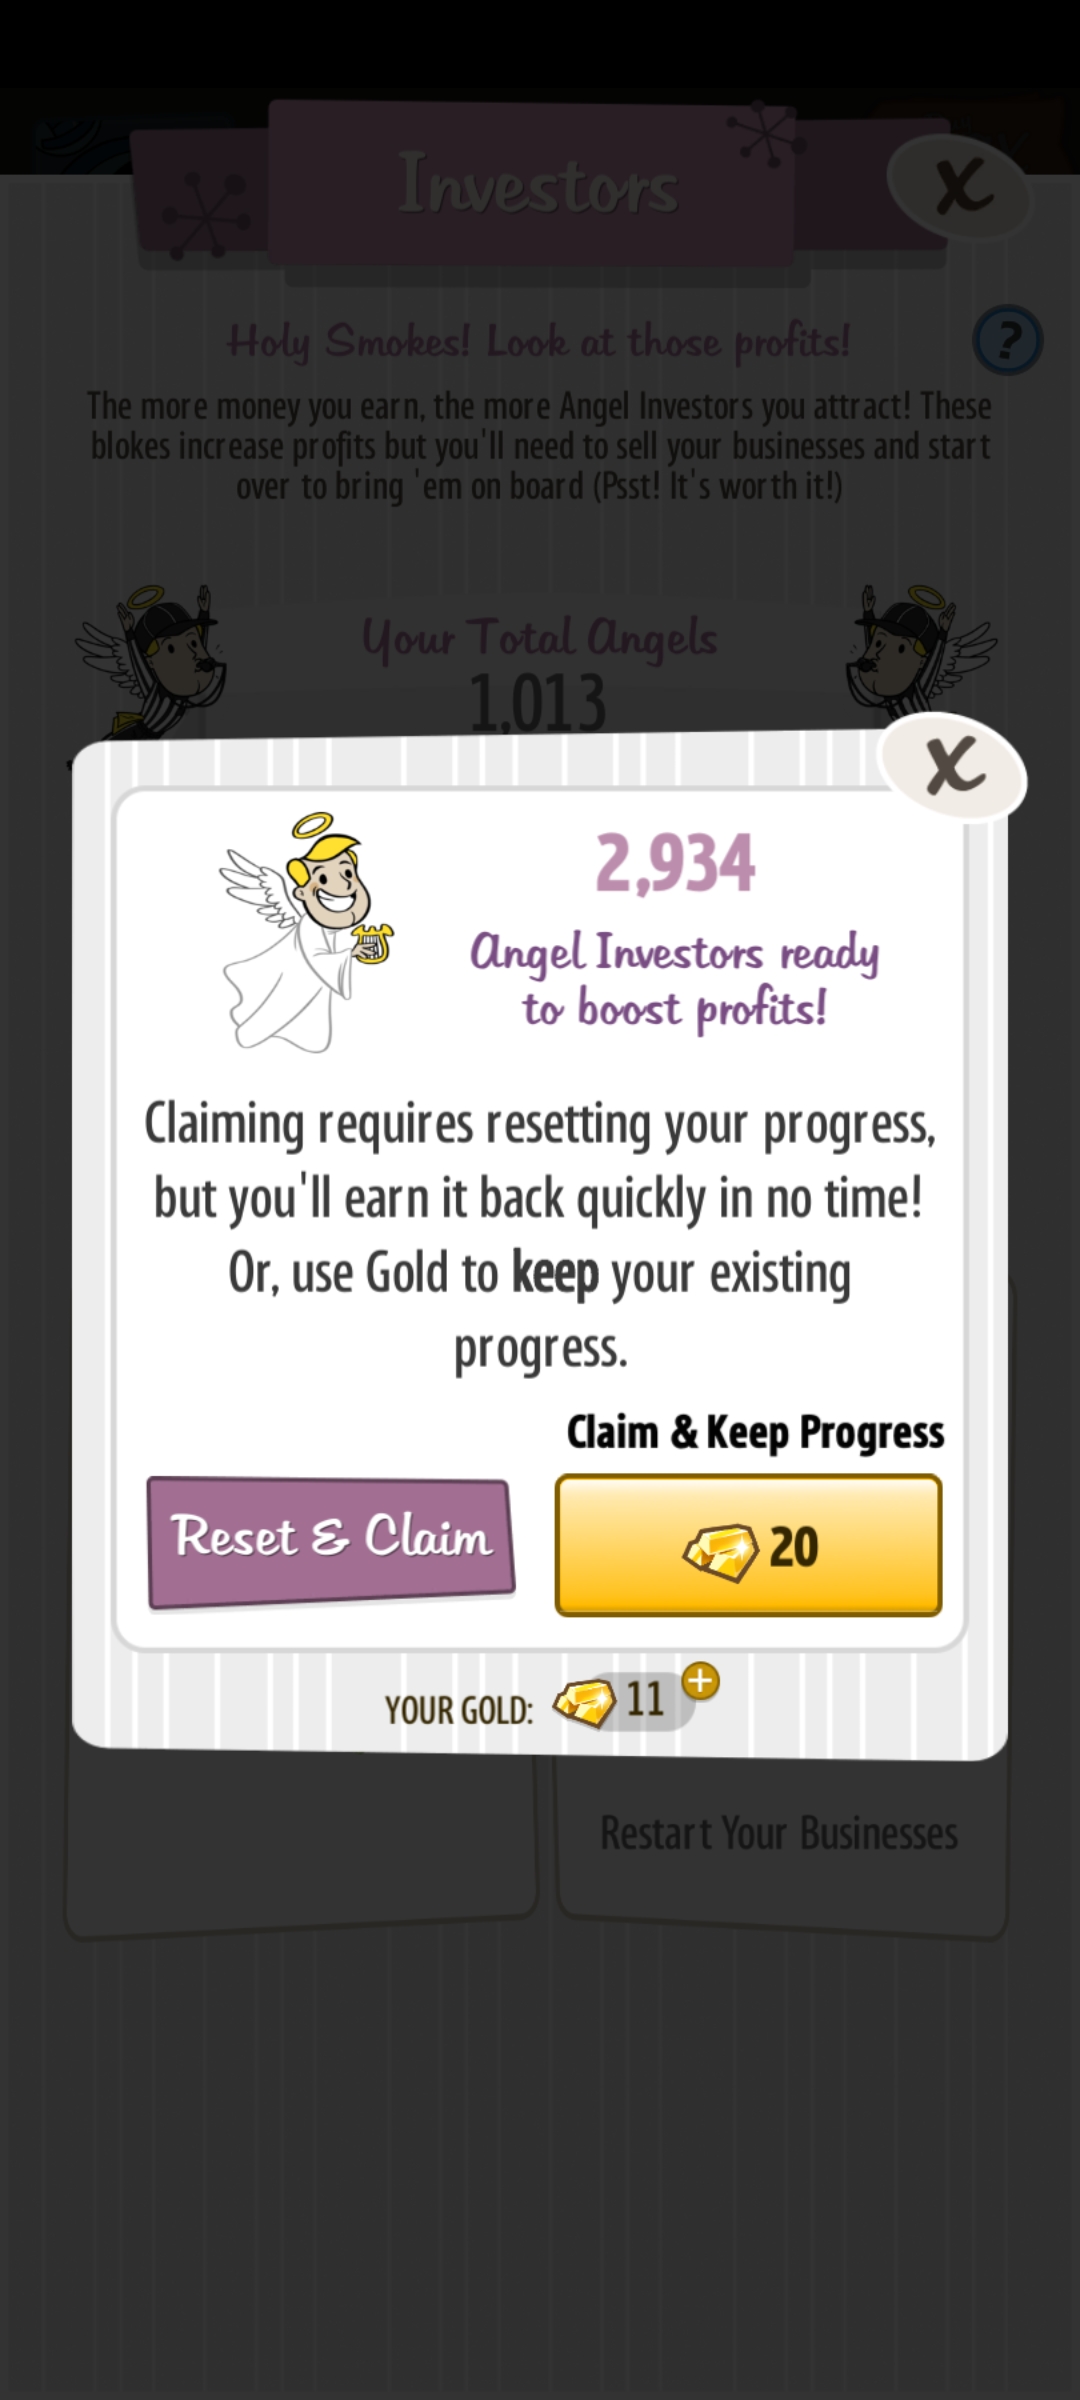 Investors
X
Holy Smokes! Look at those profits!
?
The more money you earn, the more Angel Investors you attract! These
blokes increase profits but you'll need to sell your businesses and start
over to bring 'em on board (Psst! It's worth it!)
Your Total Angels
1,013
X
2,934
Angel Investors ready
to boost profits!
Claiming requires resetting your progress,
but you'll earn it back quickly in no time!
Or, use Gold to keep your existing
progress.
Claim & Keep Progress
Reset & Claim
20
YOUR GOLD: 11 +
Restart Your Businesses